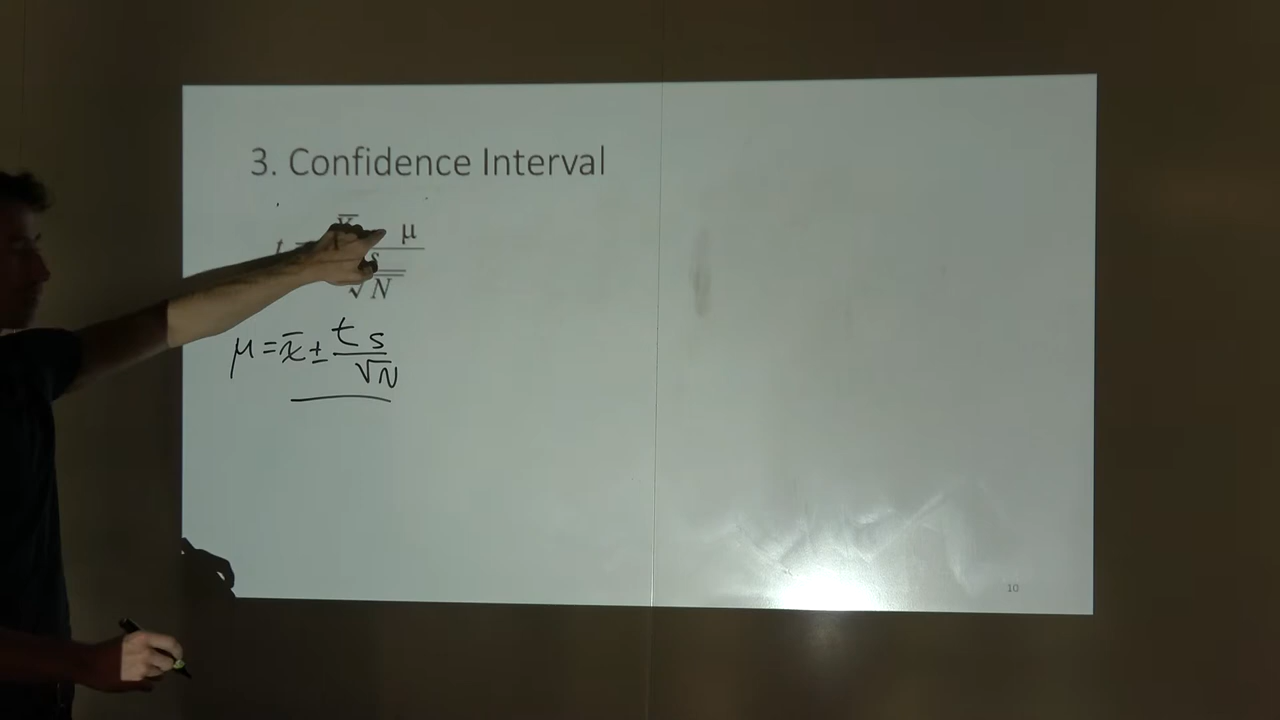 3. Confidence Interval
t = μ
s
√N
μ = x̄ ± t s
√N
10